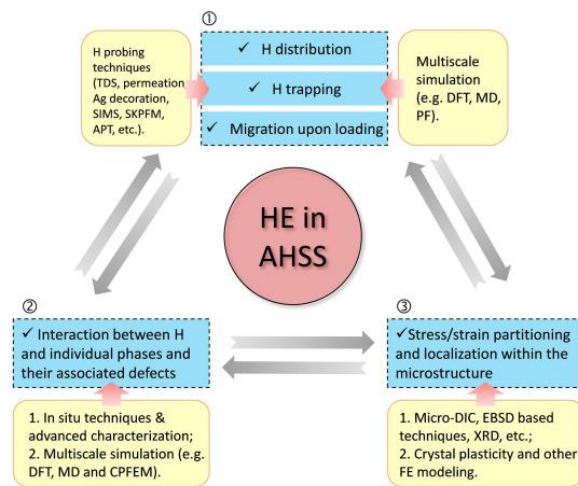 ①
H probing
techniques
(TDS, permeation,
Ag decoration,
SIMS, SKPFM,
APT, etc.).
✓ H distribution
✓ H trapping
✓ Migration upon loading
Multiscale
simulation
(e.g. DFT, MD,
PF).
HE in
AHSS
②
✓ Interaction between H
and individual phases and
their associated defects
1. In situ techniques &
advanced characterization;
2. Multiscale simulation (e.g.
DFT, MD and CPFEM).
③
✓Stress/strain partitioning
and localization within the
microstructure
1. Micro-DIC, EBSD based
techniques, XRD, etc.;
2. Crystal plasticity and other
FE modeling.